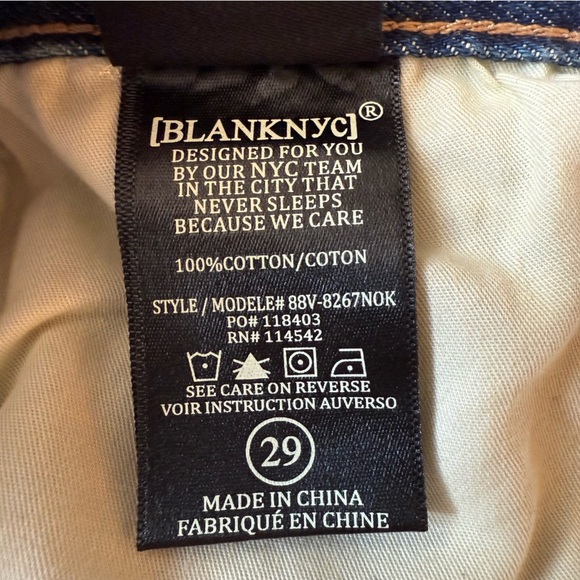 [BLANKNYC]®
DESIGNED FOR YOU
BY OUR NYC TEAM
IN THE CITY THAT
NEVER SLEEPS
BECAUSE WE CARE
100%COTTON/COTON
STYLE / MODELE# 88V-8267NOK
PO# 118403
RN# 114542
SEE CARE ON REVERSE
VOIR INSTRUCTION AUVERSO
29
MADE IN CHINA
FABRIQUÉ EN CHINE